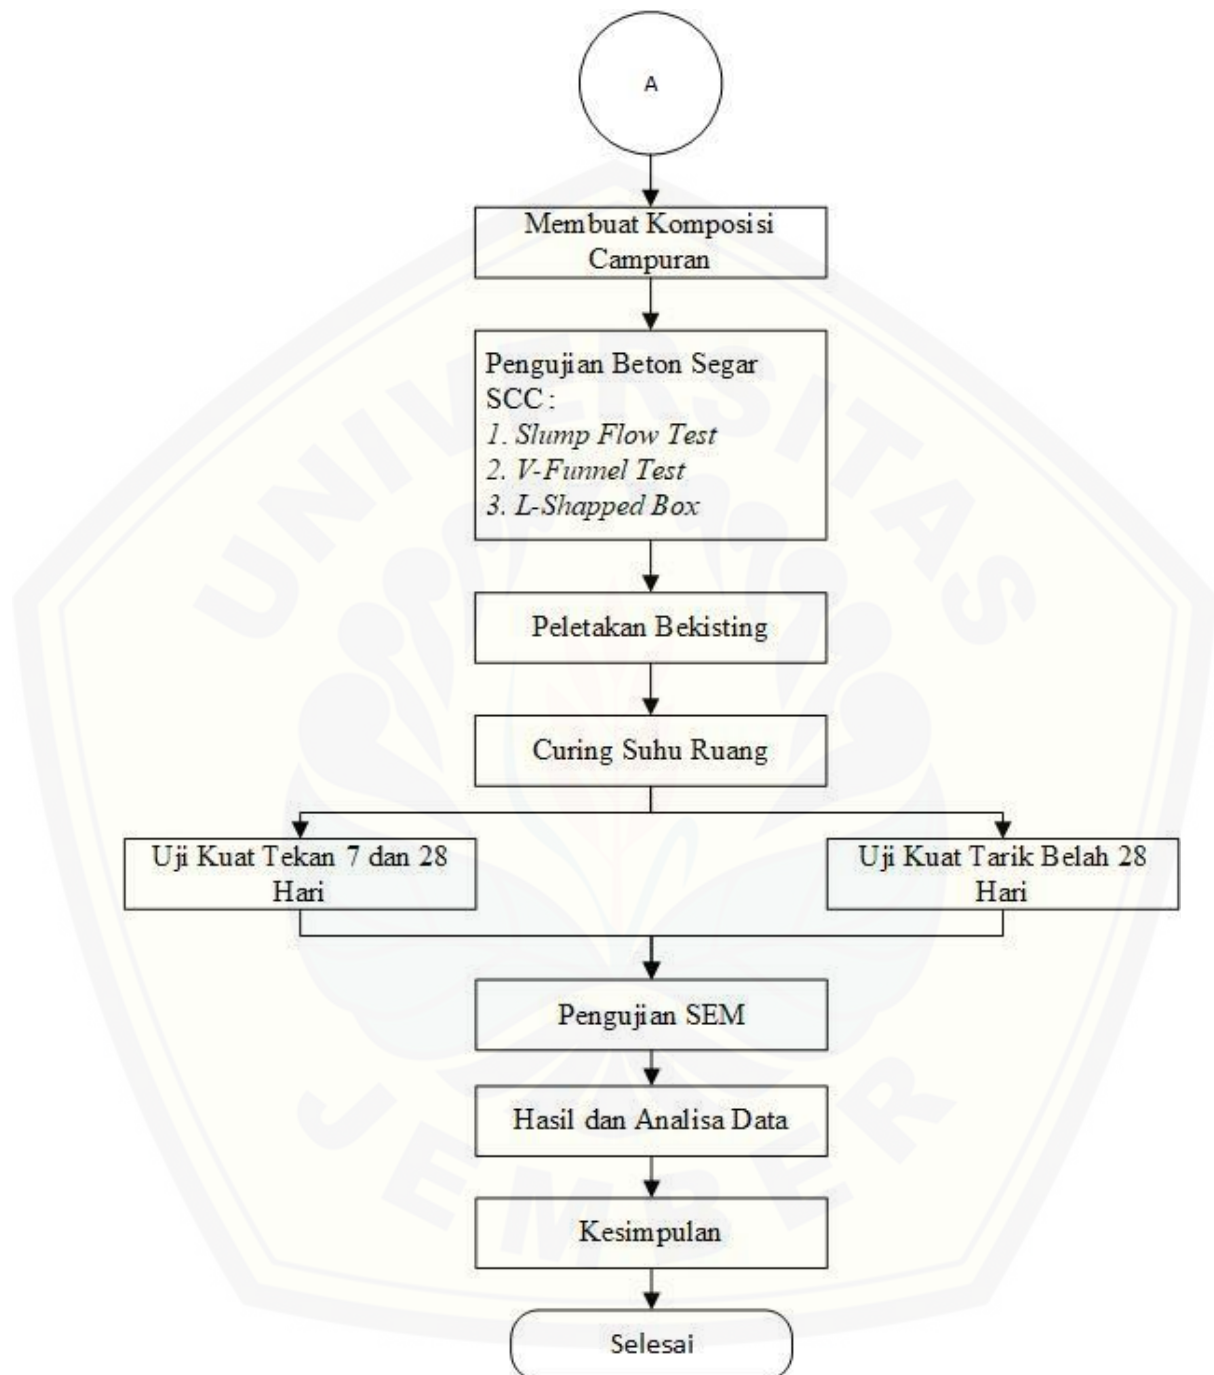 A
Membuat Komposisi
Campuran
Pengujian Beton Segar
SCC :
1. Slump Flow Test
2. V-Funnel Test
3. L-Shapped Box
Peletakan Bekisting
Curing Suhu Ruang
Uji Kuat Tekan 7 dan 28
Hari
Uji Kuat Tarik Belah 28
Hari
Pengujian SEM
Hasil dan Analisa Data
Kesimpulan
Selesai
UNIVERSITAS
JEMBER